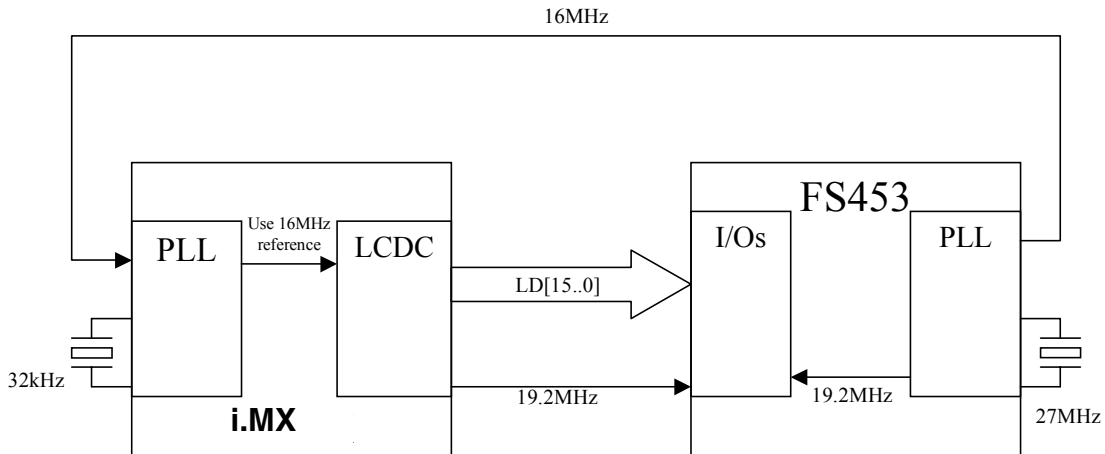 16MHz
FS453
PLL
Use 16MHz
reference
LCDC
I/Os
PLL
LD[15..0]
32kHz
19.2MHz
19.2MHz
27MHz
i.MX